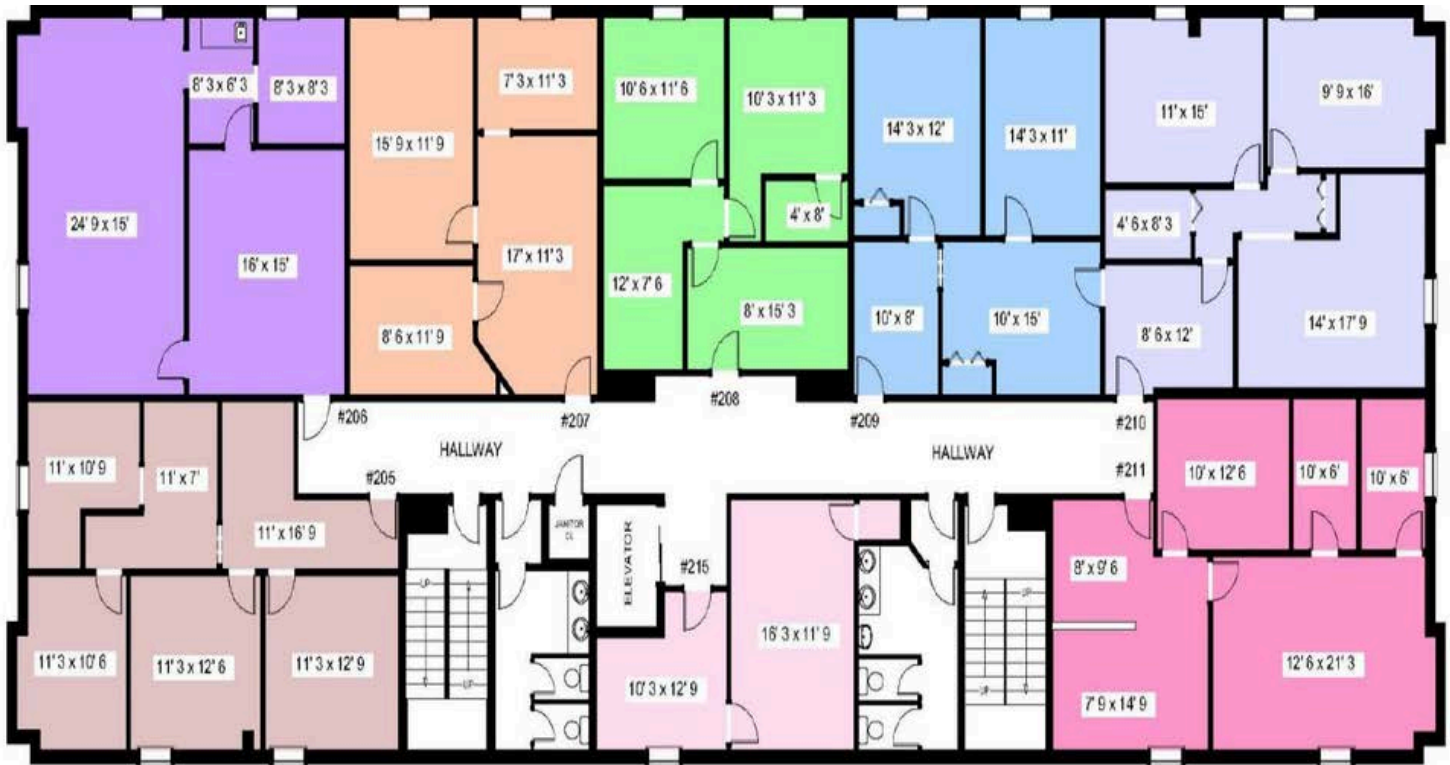 8' 3 x 6' 3
8' 3 x 8' 3
24' 9 x 15'
16' x 15'
15' 9 x 11' 9
7' 3 x 11' 3
17' x 11' 3
8' 6 x 11' 9
10' 6 x 11' 6
10' 3 x 11' 3
4' x 8'
12' x 7' 6
8' x 15' 3
14' 3 x 12'
14' 3 x 11'
10' x 8'
10' x 15'
11' x 15'
9' 9 x 16'
4' 6 x 8' 3
8' 6 x 12'
14' x 17' 9
#206
#207
#208
#209
#210
HALLWAY
HALLWAY
#205
#211
11' x 10' 9
11' x 7'
11' x 16' 9
11' 3 x 10' 6
11' 3 x 12' 6
11' 3 x 12' 9
UP
UP
JANITOR
CL
ELEVATOR
#215
10' 3 x 12' 9
16' 3 x 11' 9
UP
UP
10' x 12' 6
10' x 6'
10' x 6'
8' x 9' 6
7' 9 x 14' 9
12' 6 x 21' 3